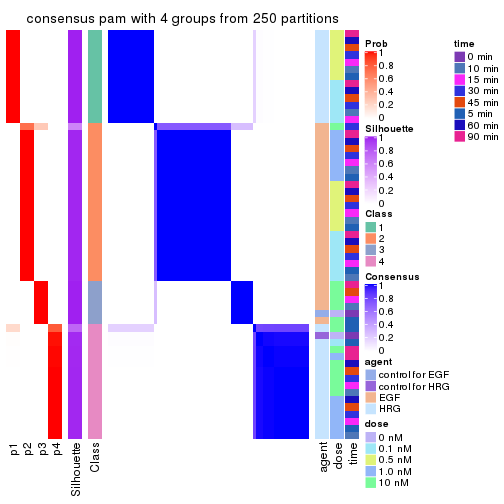 consensus pam with 4 groups from 250 partitions
Prob
1
0.8
0.6
0.4
0.2
0
Silhouette
1
0.8
0.6
0.4
0.2
0
Class
1
2
3
4
Consensus
1
0.8
0.6
0.4
0.2
0
agent
control for EGF
control for HRG
EGF
HRG
dose
0 nM
0.1 nM
0.5 nM
1.0 nM
10 nM
time
0 min
10 min
15 min
30 min
45 min
5 min
60 min
90 min
p1
p2
p3
p4
Silhouette
Class
agent
dose
time